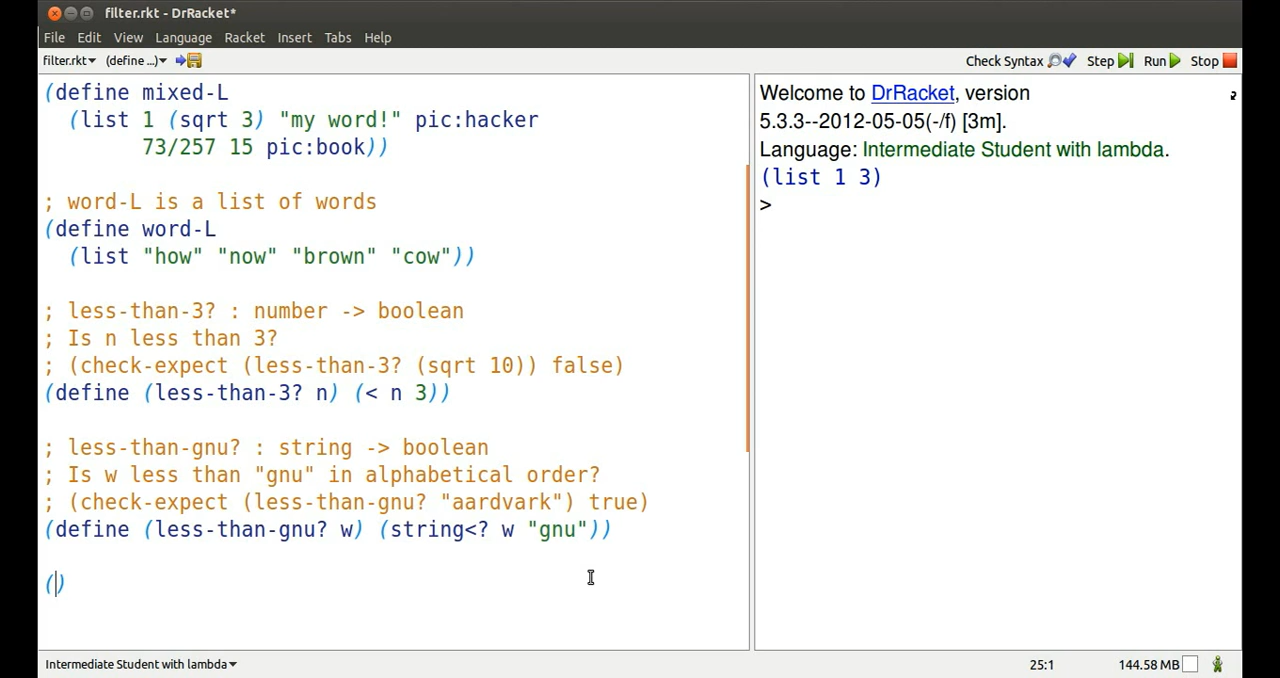 filter.rkt - DrRacket*
File Edit View Language Racket Insert Tabs Help
filter.rkt (define ...) Check Syntax Step Run Stop
(define mixed-L
(list 1 (sqrt 3) "my word!" pic:hacker
73/257 15 pic:book))
; word-L is a list of words
(define word-L
(list "how" "now" "brown" "cow"))
; less-than-3? : number -> boolean
; Is n less than 3?
; (check-expect (less-than-3? (sqrt 10)) false)
(define (less-than-3? n) (< n 3))
; less-than-gnu? : string -> boolean
; Is w less than "gnu" in alphabetical order?
; (check-expect (less-than-gnu? "aardvark") true)
(define (less-than-gnu? w) (string<? w "gnu"))
()
Welcome to DrRacket, version
5.3.3--2012-05-05(-/f) [3m].
Language: Intermediate Student with lambda.
(list 1 3)
>
Intermediate Student with lambda 25:1 144.58 MB